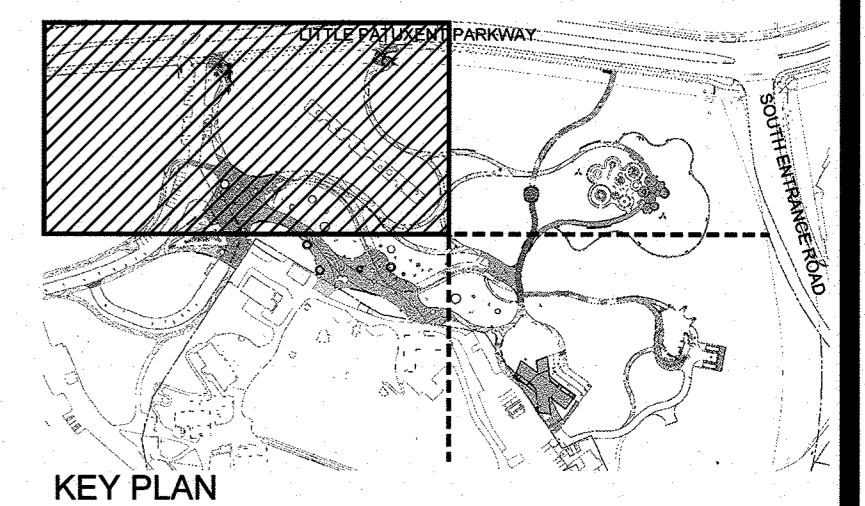 LITTLE PATUXENT PARKWAY
SOUTH ENTRANCE ROAD
KEY PLAN